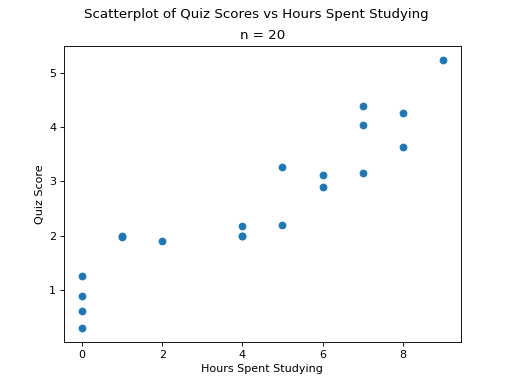 Scatterplot of Quiz Scores vs Hours Spent Studying
n = 20
5
4
3
2
1
Quiz Score
0 2 4 6 8
Hours Spent Studying